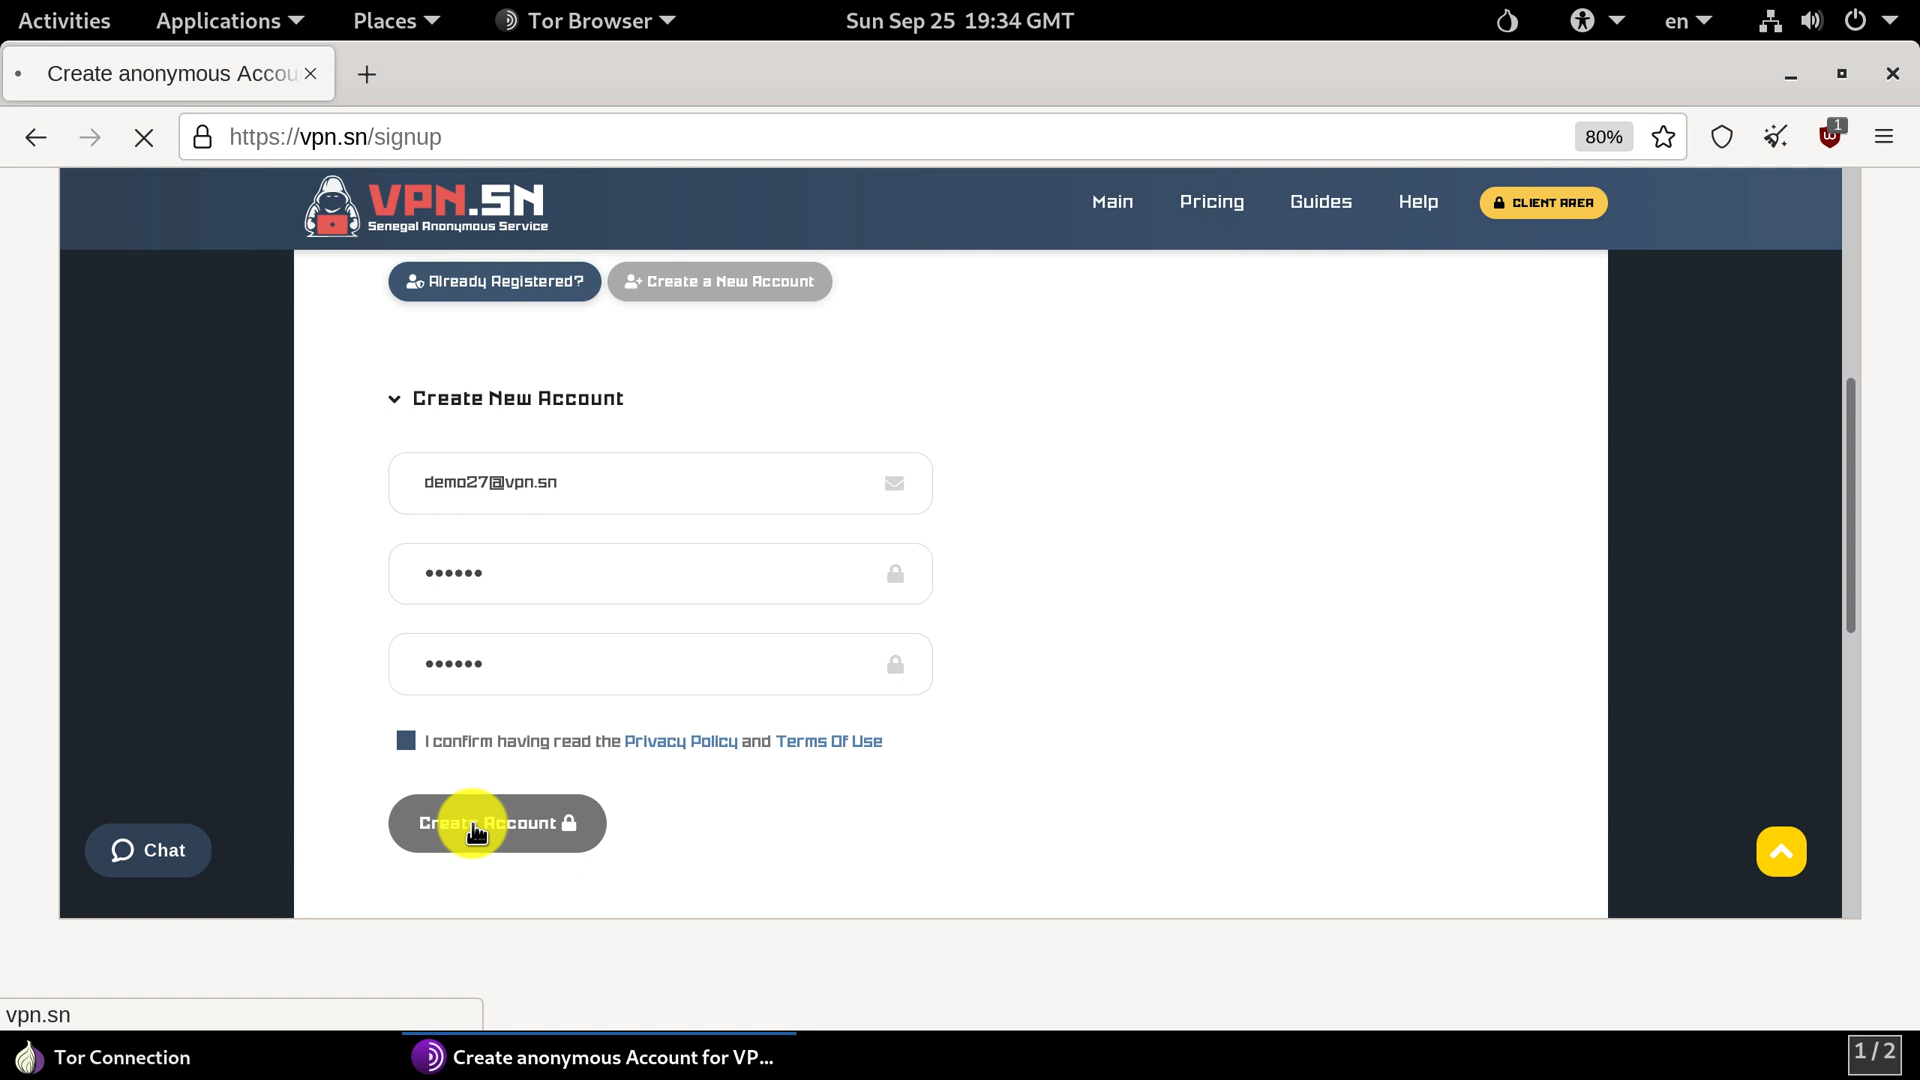 Activities Applications Places Tor Browser Sun Sep 25 19:34 GMT en
Create anonymous Accou
https://vpn.sn/signup 80% 1
VPN.SN
Senegal Anonymous Service
Main Pricing Guides Help CLIENT AREA
Already Registered? Create a New Account
Create New Account
demo27@vpn.sn
••••••
••••••
I confirm having read the Privacy Policy and Terms Of Use
Create Account
Chat
vpn.sn
Tor Connection Create anonymous Account for VP... 1/2